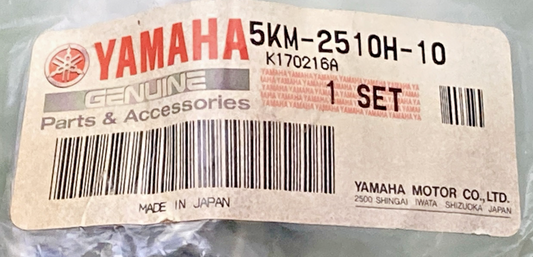 YAMAHA 5KM-2510H-10
K170216A
GENUINE
Parts & Accessories
1 SET
MADE IN JAPAN
YAMAHA MOTOR CO., LTD.
2500 SHINGAI IWATA SHIZUOKA JAPAN